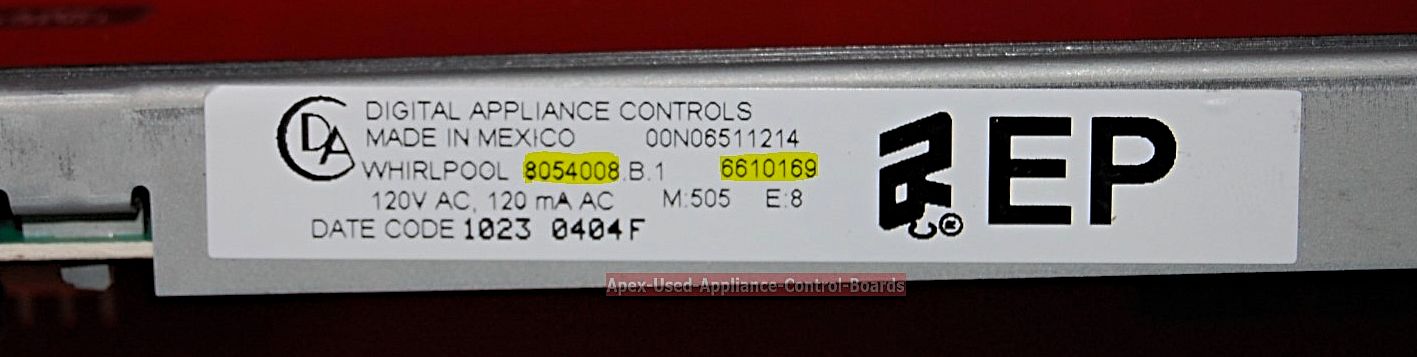 DIGITAL APPLIANCE CONTROLS
MADE IN MEXICO 00N06511214
WHIRLPOOL 8054008.B.1 6610169
120V AC, 120 mA AC M:505 E:8
DATE CODE 1023 0404F
DA
EP
®
Apex-Used-Appliance-Control-Boards